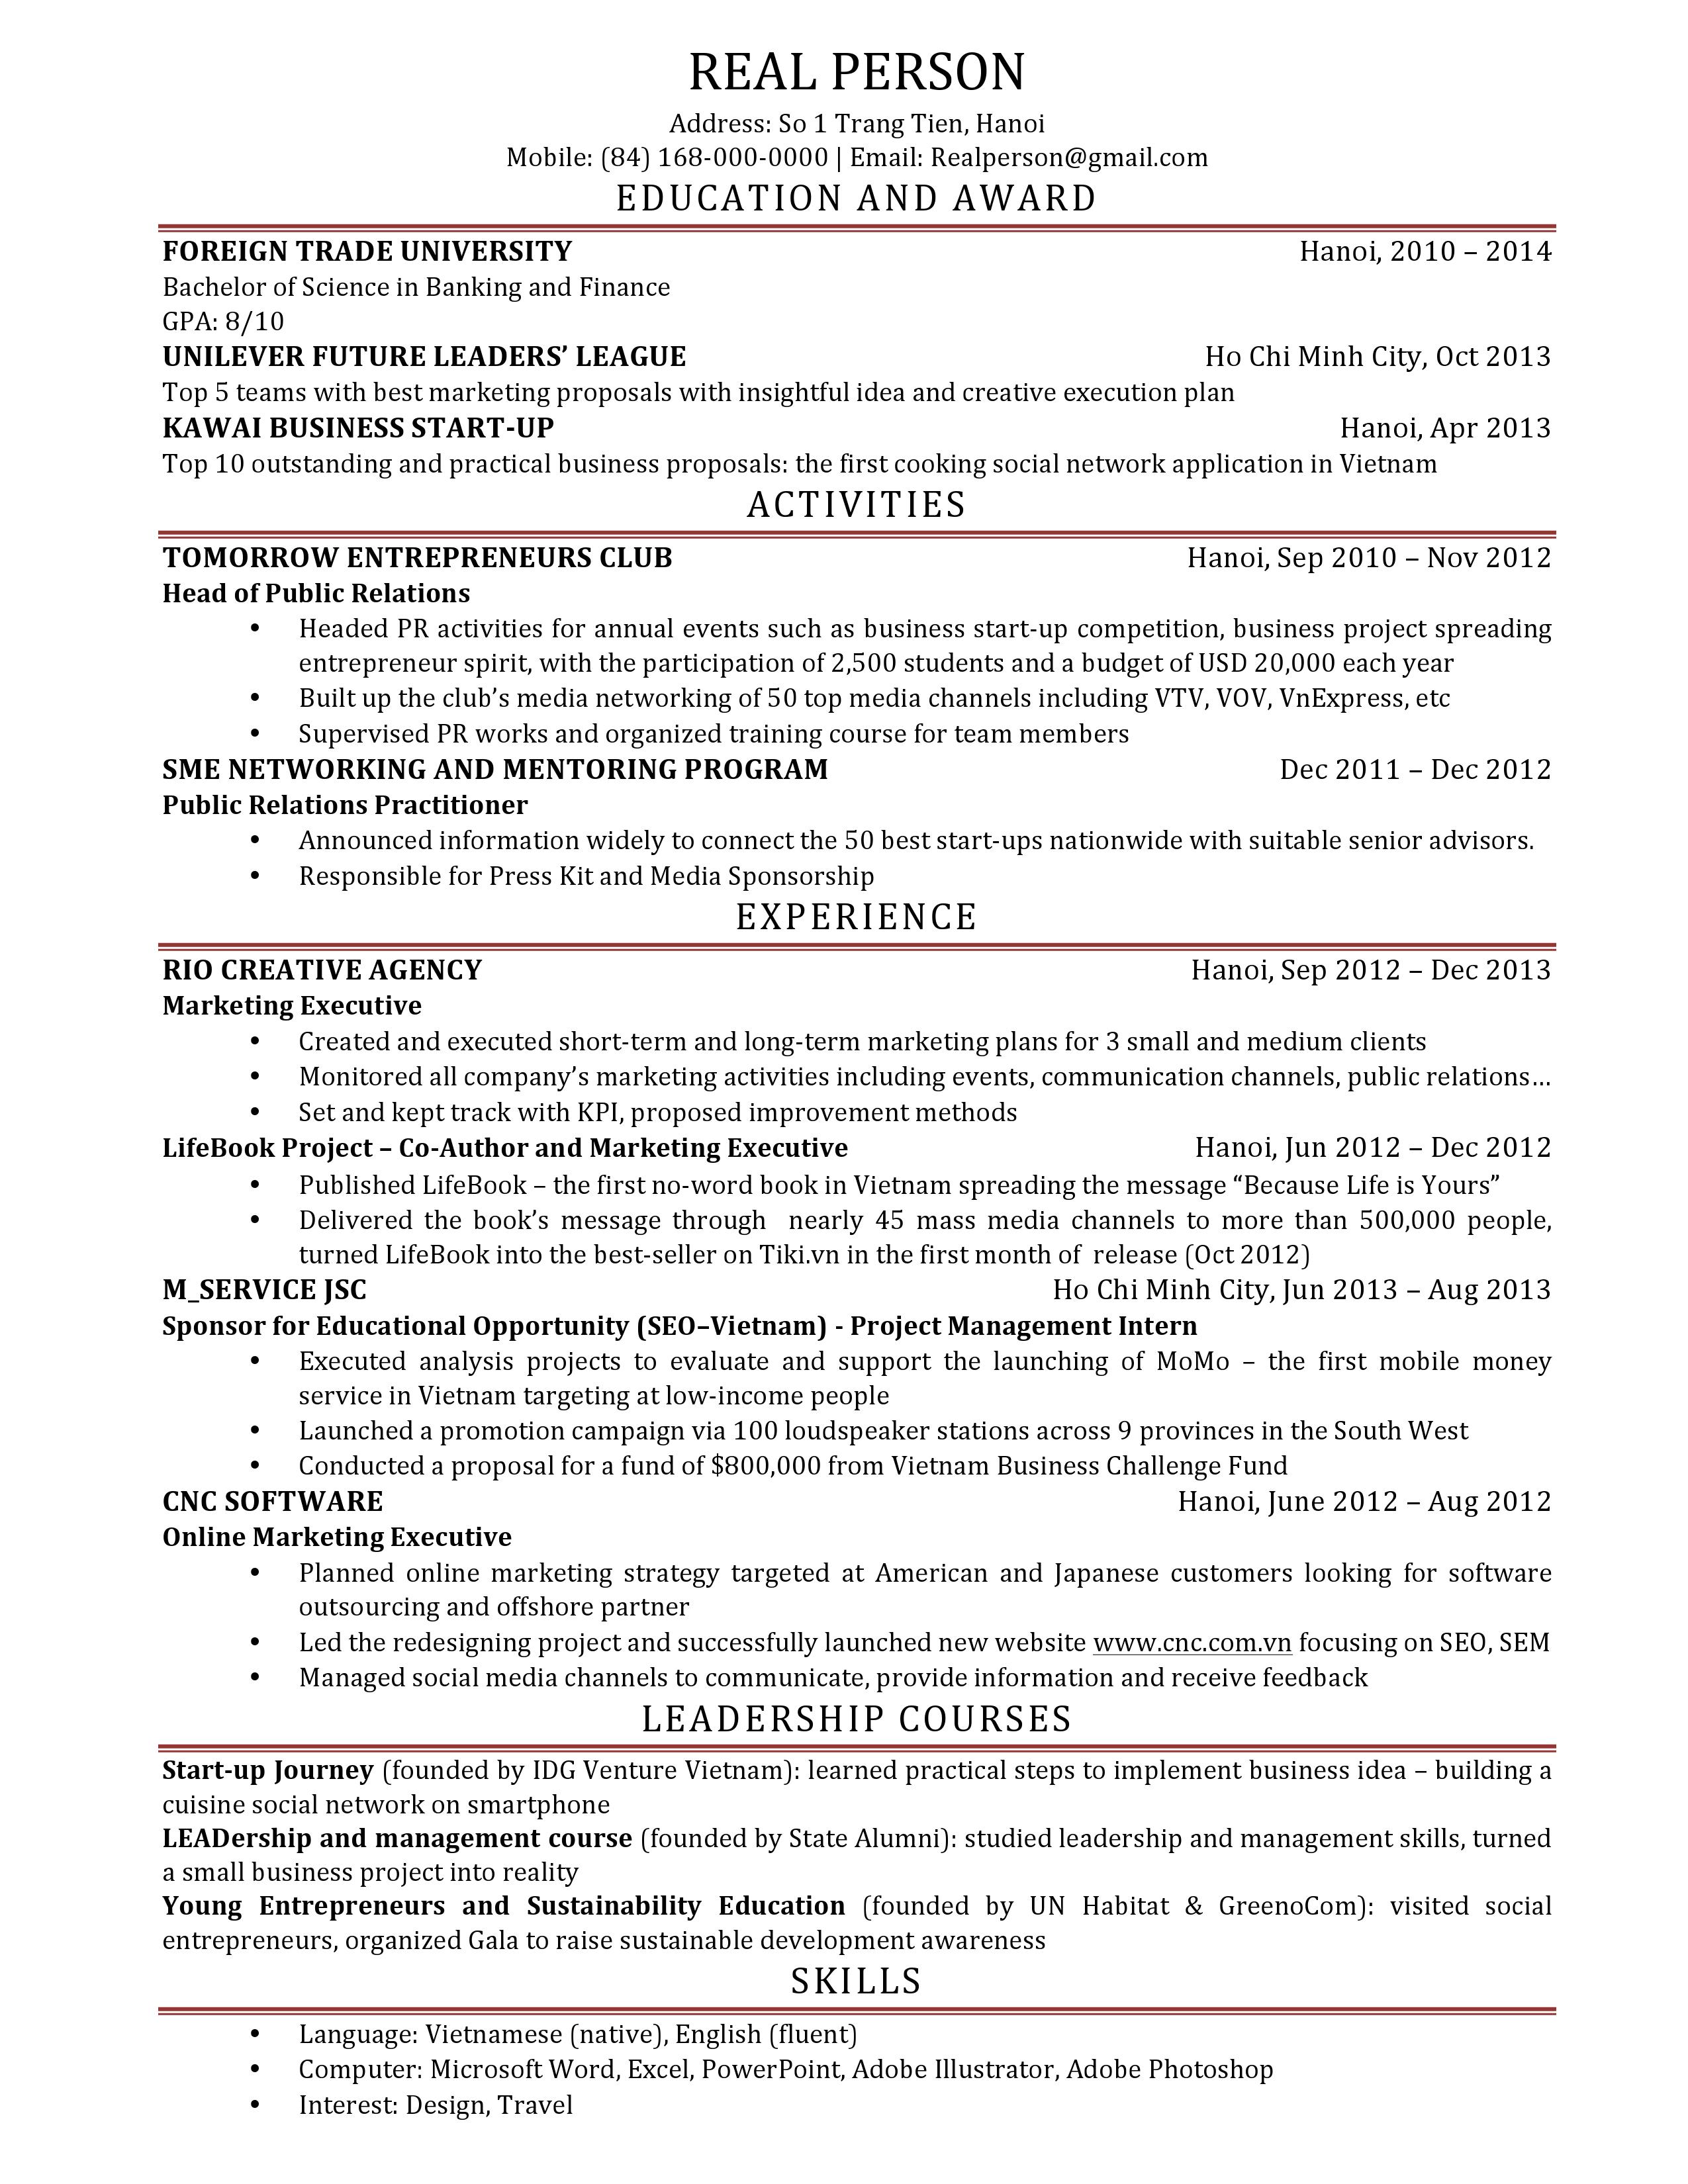 REAL PERSON
Address: So 1 Trang Tien, Hanoi
Mobile: (84) 168-000-0000 | Email: Realperson@gmail.com
EDUCATION AND AWARD
FOREIGN TRADE UNIVERSITY Hanoi, 2010 – 2014
Bachelor of Science in Banking and Finance
GPA: 8/10
UNILEVER FUTURE LEADERS’ LEAGUE Ho Chi Minh City, Oct 2013
Top 5 teams with best marketing proposals with insightful idea and creative execution plan
KAWAI BUSINESS START-UP Hanoi, Apr 2013
Top 10 outstanding and practical business proposals: the first cooking social network application in Vietnam
ACTIVITIES
TOMORROW ENTREPRENEURS CLUB Hanoi, Sep 2010 – Nov 2012
Head of Public Relations
• Headed PR activities for annual events such as business start-up competition, business project spreading
entrepreneur spirit, with the participation of 2,500 students and a budget of USD 20,000 each year
• Built up the club’s media networking of 50 top media channels including VTV, VOV, VnExpress, etc
• Supervised PR works and organized training course for team members
SME NETWORKING AND MENTORING PROGRAM Dec 2011 – Dec 2012
Public Relations Practitioner
• Announced information widely to connect the 50 best start-ups nationwide with suitable senior advisors.
• Responsible for Press Kit and Media Sponsorship
EXPERIENCE
RIO CREATIVE AGENCY Hanoi, Sep 2012 – Dec 2013
Marketing Executive
• Created and executed short-term and long-term marketing plans for 3 small and medium clients
• Monitored all company’s marketing activities including events, communication channels, public relations…
• Set and kept track with KPI, proposed improvement methods
LifeBook Project – Co-Author and Marketing Executive Hanoi, Jun 2012 – Dec 2012
• Published LifeBook – the first no-word book in Vietnam spreading the message “Because Life is Yours”
• Delivered the book’s message through nearly 45 mass media channels to more than 500,000 people,
turned LifeBook into the best-seller on Tiki.vn in the first month of release (Oct 2012)
M_SERVICE JSC Ho Chi Minh City, Jun 2013 – Aug 2013
Sponsor for Educational Opportunity (SEO–Vietnam) - Project Management Intern
• Executed analysis projects to evaluate and support the launching of MoMo – the first mobile money
service in Vietnam targeting at low-income people
• Launched a promotion campaign via 100 loudspeaker stations across 9 provinces in the South West
• Conducted a proposal for a fund of $800,000 from Vietnam Business Challenge Fund
CNC SOFTWARE Hanoi, June 2012 – Aug 2012
Online Marketing Executive
• Planned online marketing strategy targeted at American and Japanese customers looking for software
outsourcing and offshore partner
• Led the redesigning project and successfully launched new website www.cnc.com.vn focusing on SEO, SEM
• Managed social media channels to communicate, provide information and receive feedback
LEADERSHIP COURSES
Start-up Journey (founded by IDG Venture Vietnam): learned practical steps to implement business idea – building a
cuisine social network on smartphone
LEADership and management course (founded by State Alumni): studied leadership and management skills, turned
a small business project into reality
Young Entrepreneurs and Sustainability Education (founded by UN Habitat & GreenoCom): visited social
entrepreneurs, organized Gala to raise sustainable development awareness
SKILLS
• Language: Vietnamese (native), English (fluent)
• Computer: Microsoft Word, Excel, PowerPoint, Adobe Illustrator, Adobe Photoshop
• Interest: Design, Travel